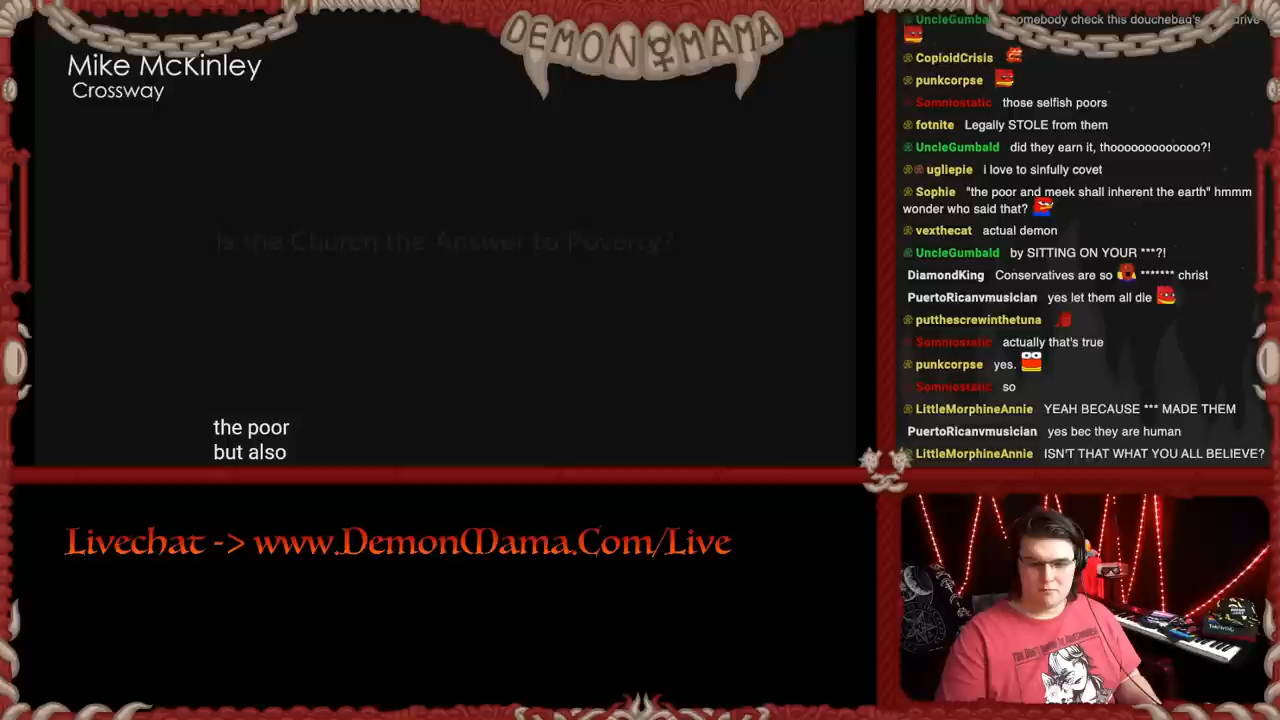 DEMON MAMA
Mike McKinley
Crossway
Is the Church the Answer to Poverty?
the poor
but also
Livechat -> www.DemonMama.Com/Live
UncleGumba somebody check this douchebag's drive
CopioidCrisis
punkcorpse
Somniostatic those selfish poors
fotnite Legally STOLE from them
UncleGumbald did they earn it, thooooooooooooo?!
ugliepie i love to sinfully covet
Sophie "the poor and meek shall inherent the earth" hmmm
wonder who said that?
vexthecat actual demon
UncleGumbald by SITTING ON YOUR ***?!
DiamondKing Conservatives are so ******* christ
PuertoRicanvmusician yes let them all die
putthescrewinthetuna
Somniostatic actually that's true
punkcorpse yes.
Somniostatic so
LittleMorphineAnnie YEAH BECAUSE *** MADE THEM
PuertoRicanvmusician yes bec they are human
LittleMorphineAnnie ISN'T THAT WHAT YOU ALL BELIEVE?